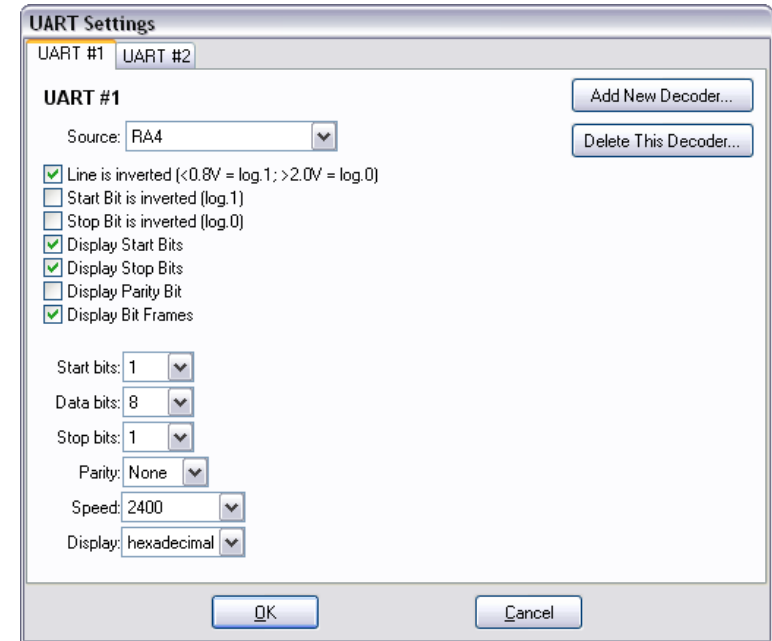 UART Settings
UART #1 UART #2
UART #1
Add New Decoder...
Source: RA4
Delete This Decoder...
Line is inverted (<0.8V = log.1; >2.0V = log.0)
Start Bit is inverted (log.1)
Stop Bit is inverted (log.0)
Display Start Bits
Display Stop Bits
Display Parity Bit
Display Bit Frames
Start bits: 1
Data bits: 8
Stop bits: 1
Parity: None
Speed: 2400
Display: hexadecimal
OK Cancel